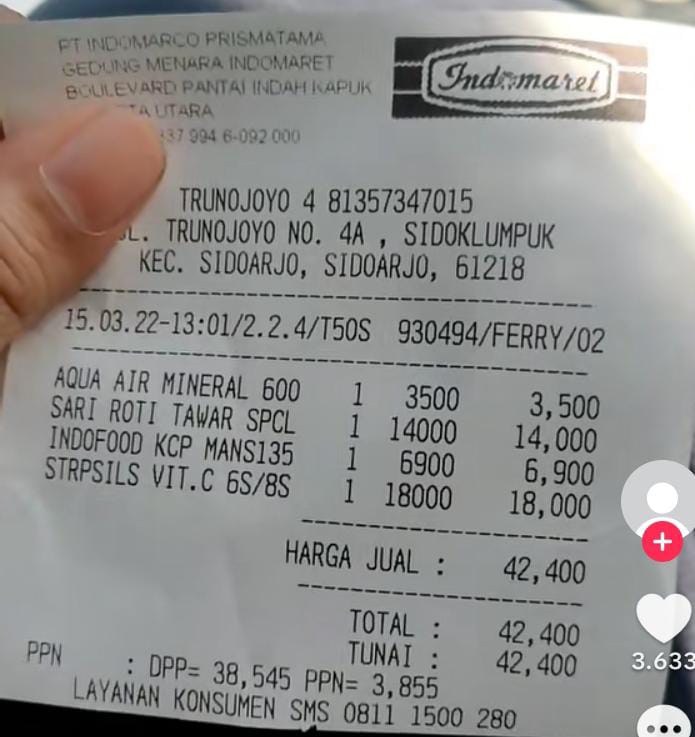 PT INDOMARCO PRISMATAMA
GEDUNG MENARA INDOMARET
BOULEVARD PANTAI INDAH KAPUK
UTARA
994 6-092 000
Indomaret
TRUNOJOYO 4 81357347015
JL. TRUNOJOYO NO. 4A , SIDOKLUMPUK
KEC. SIDOARJO, SIDOARJO, 61218
15.03.22-13:01/2.2.4/T50S 930494/FERRY/02
AQUA AIR MINERAL 600 1 3500 3,500
SARI ROTI TAWAR SPCL 1 14000 14,000
INDOFOOD KCP MANS135 1 6900 6,900
STRPSILS VIT.C 6S/8S 1 18000 18,000
HARGA JUAL : 42,400
TOTAL : 42,400
TUNAI : 42,400
PPN : DPP= 38,545 PPN= 3,855
LAYANAN KONSUMEN SMS 0811 1500 280
3.633